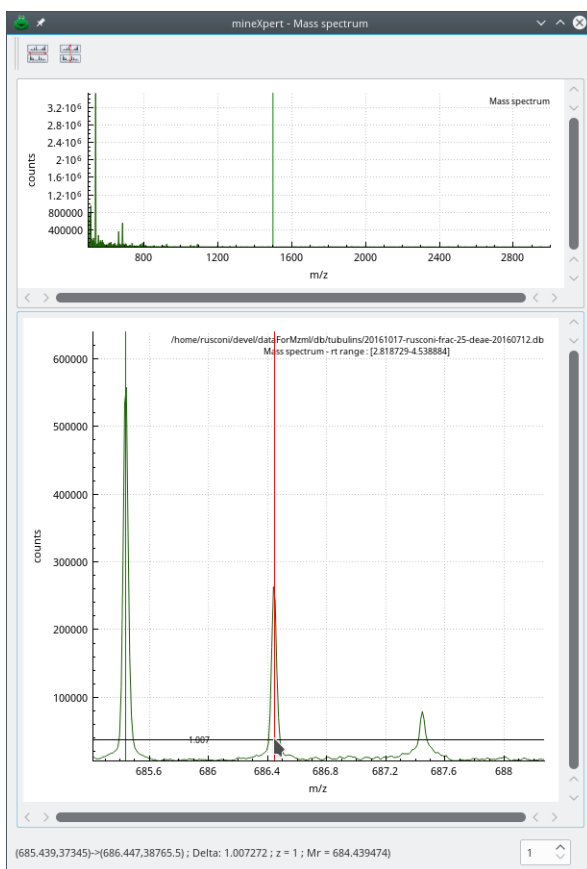 mineXpert - Mass spectrum
Mass spectrum
3.2·10⁶
2.8·10⁶
2.4·10⁶
2·10⁶
1.6·10⁶
1.2·10⁶
800000
400000
counts
800 1200 1600 2000 2400 2800
m/z
/home/rusconi/devel/dataForMzml/db/tubulins/20161017-rusconi-frac-25-deae-20160712.db
Mass spectrum - rt range : [2.818729-4.538884]
600000
500000
400000
300000
200000
100000
counts
1.007
685.6 686 686.4 686.8 687.2 687.6 688
m/z
(685.439,37345)->(686.447,38765.5) ; Delta: 1.007272 ; z = 1 ; Mr = 684.439474)
1